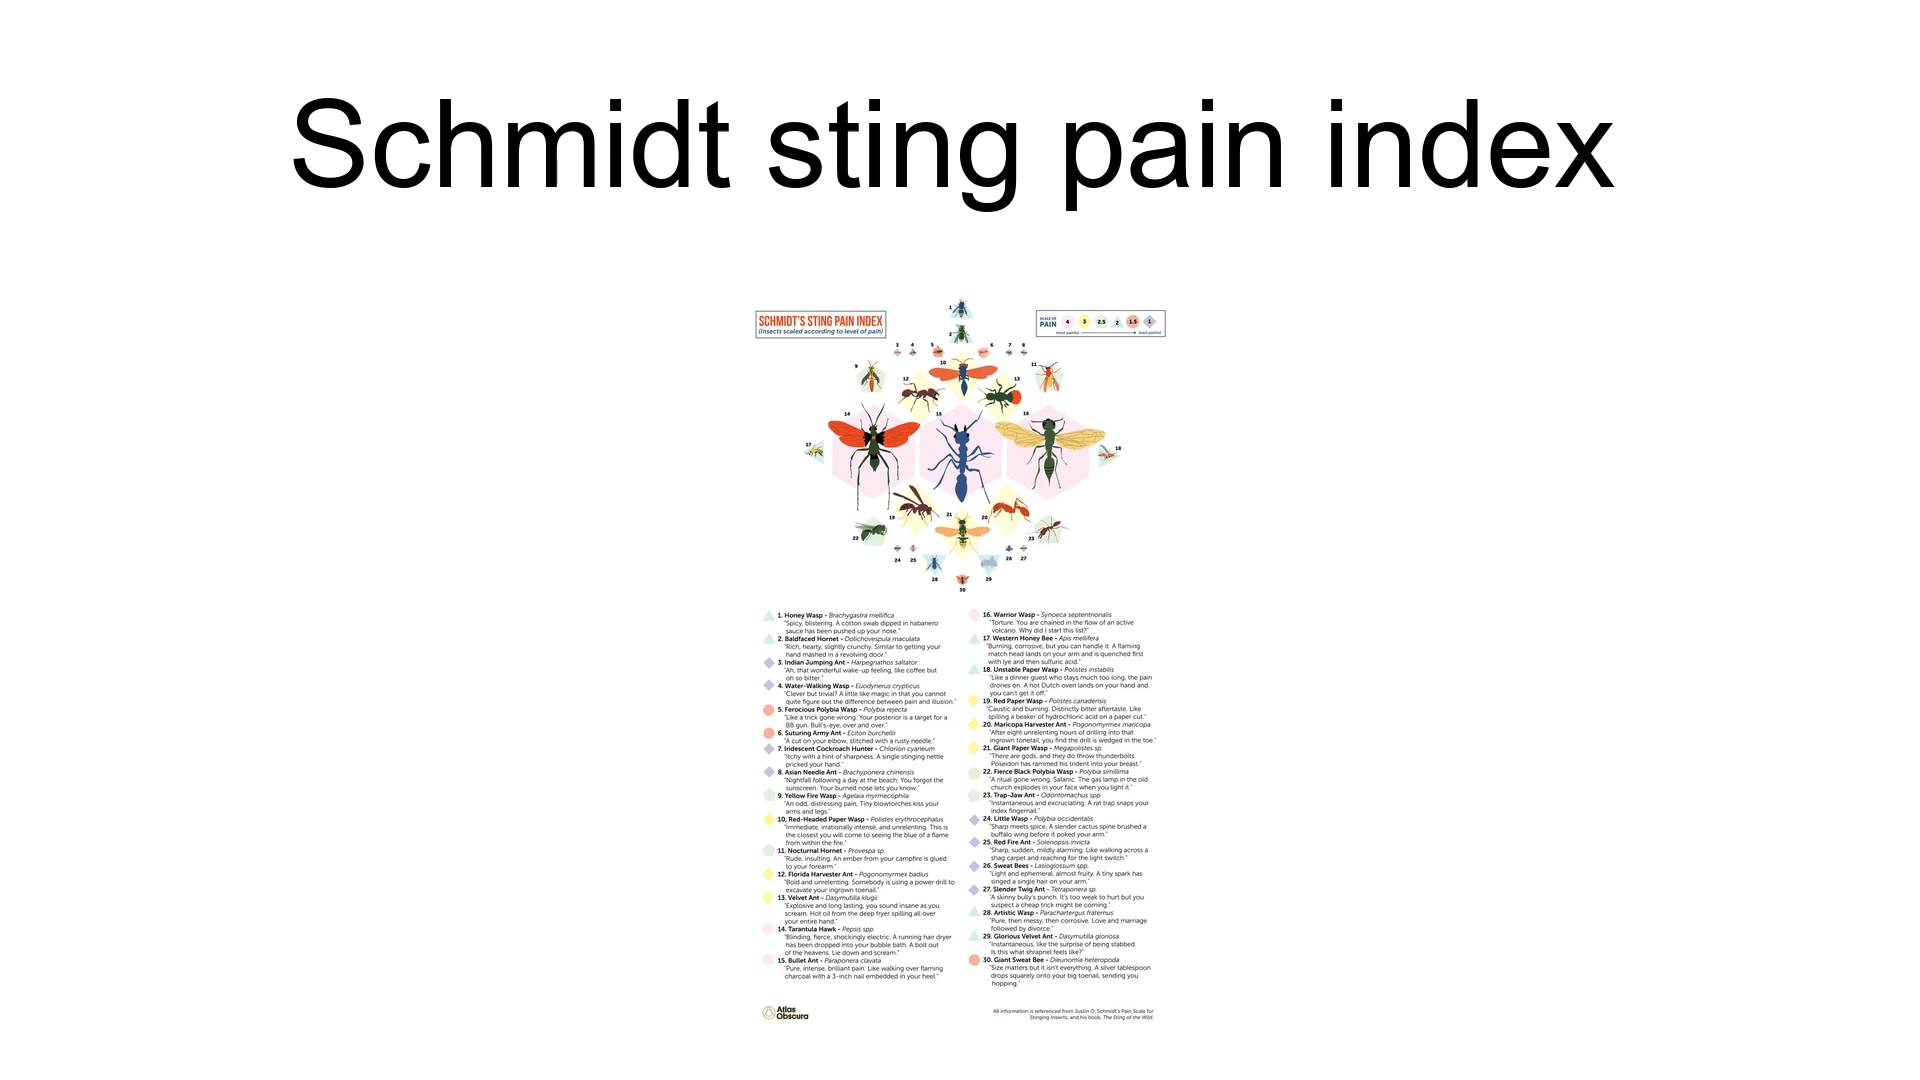 Schmidt sting pain index
SCHMIDT'S STING PAIN INDEX
(Insects scaled according to level of pain)
SCALE OF
PAIN
4 3 2.5 2 1.5 1
most painful least painful
1
2
3 4 5 6 7 8
9 10 11
12 13
14 15 16
17 18
19 21 20
22 23
24 25 26 27
28 29
30
1. Honey Wasp - Brachygastra mellifica
"Spicy, blistering. A cotton swab dipped in habanero
sauce has been pushed up your nose."
2. Baldfaced Hornet - Dolichovespula maculata
"Rich, hearty, slightly crunchy. Similar to getting your
hand mashed in a revolving door."
3. Indian Jumping Ant - Harpegnathos saltator
"Ah, that wonderful wake-up feeling, like coffee but
oh so bitter."
4. Water-Walking Wasp - Euodynerus crypticus
"Clever but trivial? A little like magic in that you cannot
quite figure out the difference between pain and illusion."
5. Ferocious Polybia Wasp - Polybia rejecta
"Like a trick gone wrong. Your posterior is a target for a
BB gun. Bull's-eye, over and over."
6. Suturing Army Ant - Eciton burchellii
"A cut on your elbow, stitched with a rusty needle."
7. Iridescent Cockroach Hunter - Chlorion cyaneum
"Itchy with a hint of sharpness. A single stinging nettle
pricked your hand."
8. Asian Needle Ant - Brachyponera chinensis
"Nightfall following a day at the beach. You forgot the
sunscreen. Your burned nose lets you know."
9. Yellow Fire Wasp - Agelaia myrmecophila
"An odd, distressing pain, Tiny blowtorches kiss your
arms and legs."
10. Red-Headed Paper Wasp - Polistes erythrocephalus
"Immediate, irrationally intense, and unrelenting. This is
the closest you will come to seeing the blue of a flame
from within the fire."
11. Nocturnal Hornet - Provespa sp.
"Rude, insulting. An ember from your campfire is glued
to your forearm."
12. Florida Harvester Ant - Pogonomyrmex badius
"Bold and unrelenting. Somebody is using a power drill to
excavate your ingrown toenail."
13. Velvet Ant - Dasymutilla klugii
"Explosive and long lasting, you sound insane as you
scream. Hot oil from the deep fryer spilling all over
your entire hand."
14. Tarantula Hawk - Pepsis spp.
"Blinding, fierce, shockingly electric. A running hair dryer
has been dropped into your bubble bath. A bolt out
of the heavens. Lie down and scream."
15. Bullet Ant - Paraponera clavata
"Pure, intense, brilliant pain. Like walking over flaming
charcoal with a 3-inch nail embedded in your heel."
16. Warrior Wasp - Synoeca septentrionalis
"Torture. You are chained in the flow of an active
volcano. Why did I start this list?"
17. Western Honey Bee - Apis mellifera
"Burning, corrosive, but you can handle it. A flaming
match head lands on your arm and is quenched first
with lye and then sulfuric acid."
18. Unstable Paper Wasp - Polistes instabilis
"Like a dinner guest who stays much too long, the pain
drones on. A hot Dutch oven lands on your hand and
you can't get it off."
19. Red Paper Wasp - Polistes canadensis
"Caustic and burning. Distinctly bitter aftertaste. Like
spilling a beaker of hydrochloric acid on a paper cut."
20. Maricopa Harvester Ant - Pogonomyrmex maricopa
"After eight unrelenting hours of drilling into that
ingrown tonetail, you find the drill is wedged in the toe."
21. Giant Paper Wasp - Megapolistes sp.
"There are gods, and they do throw thunderbolts.
Poseidon has rammed his trident into your breast."
22. Fierce Black Polybia Wasp - Polybia simillima
"A ritual gone wrong, Satanic. The gas lamp in the old
church explodes in your face when you light it."
23. Trap-Jaw Ant - Odontomachus spp.
"Instantaneous and excruciating. A rat trap snaps your
index fingernail."
24. Little Wasp - Polybia occidentalis
"Sharp meets spice. A slender cactus spine brushed a
buffalo wing before it poked your arm."
25. Red Fire Ant - Solenopsis invicta
"Sharp, sudden, mildly alarming. Like walking across a
shag carpet and reaching for the light switch."
26. Sweat Bees - Lasioglossum spp.
"Light and ephemeral, almost fruity. A tiny spark has
singed a single hair on your arm."
27. Slender Twig Ant - Tetraponera sp.
"A skinny bully's punch. It's too weak to hurt but you
suspect a cheap trick might be coming."
28. Artistic Wasp - Parachartergus fraternus
"Pure, then messy, then corrosive. Love and marriage
followed by divorce."
29. Glorious Velvet Ant - Dasymutilla gloriosa
"Instantaneous, like the surprise of being stabbed.
Is this what shrapnel feels like?"
30. Giant Sweat Bee - Dieunomia heteropoda
"Size matters but it isn't everything. A silver tablespoon
drops squarely onto your big toenail, sending you
hopping."
Atlas
Obscura
All information is referenced from Justin O. Schmidt's Pain Scale for
Stinging Insects, and his book, The Sting of the Wild.